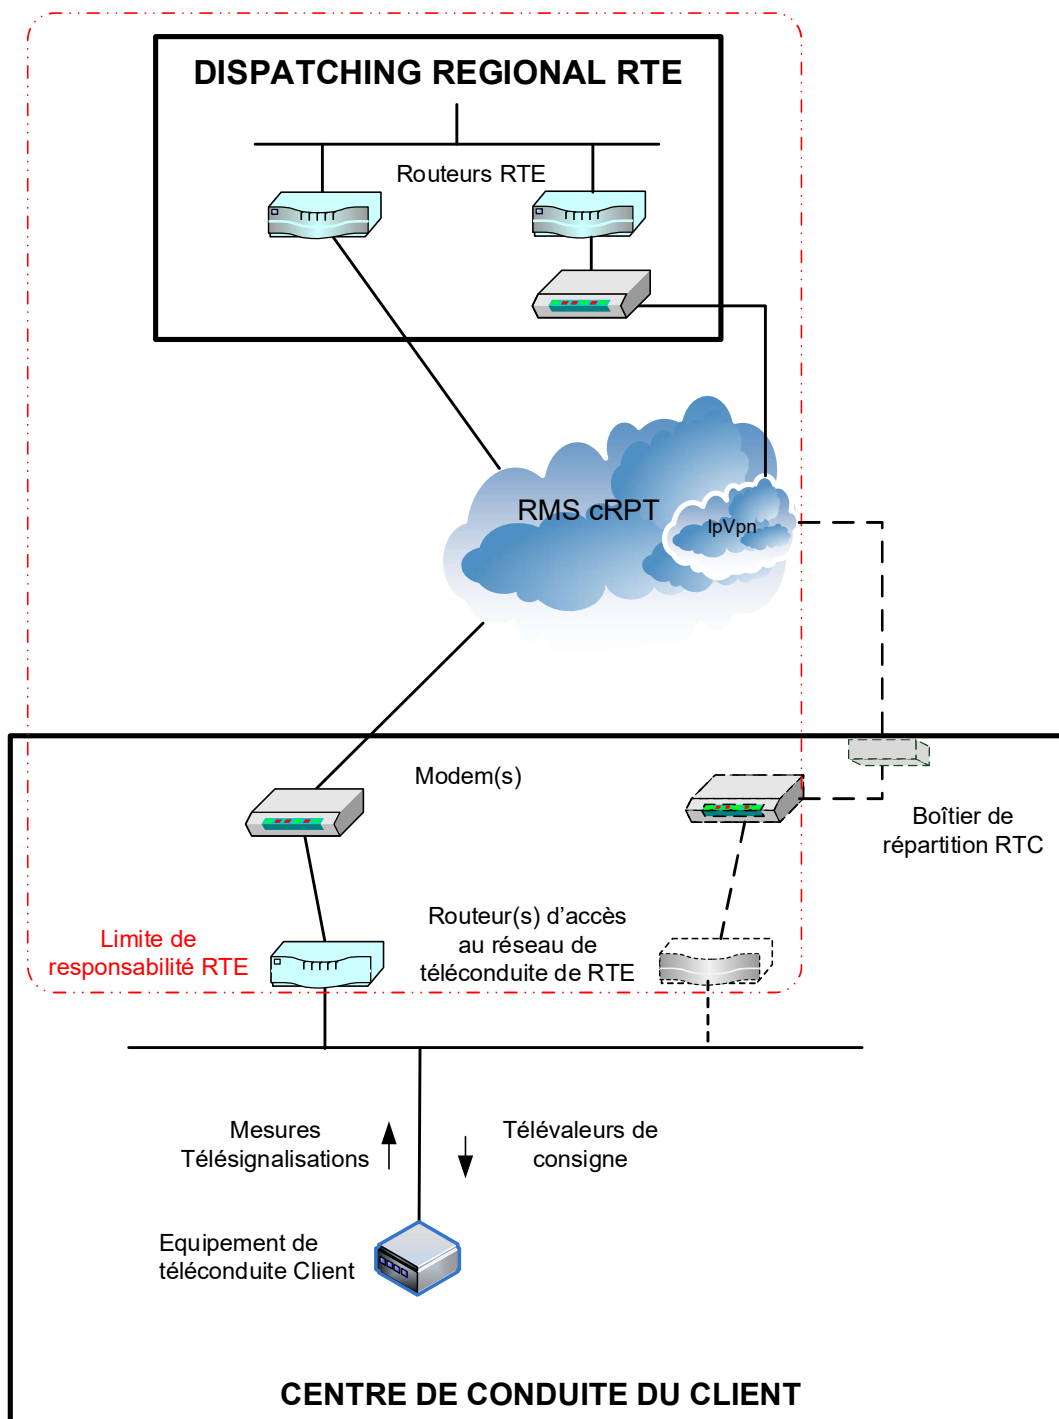 DISPATCHING REGIONAL RTE
Routeurs RTE
RMS cRPT
IpVpn
Modem(s)
Boîtier de
répartition RTC
Limite de
responsabilité RTE
Routeur(s) d’accès
au réseau de
téléconduite de RTE
Mesures
Télésignalisations
Télévaleurs de
consigne
Equipement de
téléconduite Client
CENTRE DE CONDUITE DU CLIENT